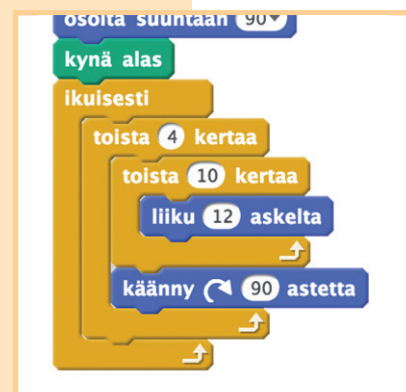 osoita suuntaan 90
kynä alas
ikuisesti
toista 4 kertaa
toista 10 kertaa
liiku 12 askelta
käänny 90 astetta